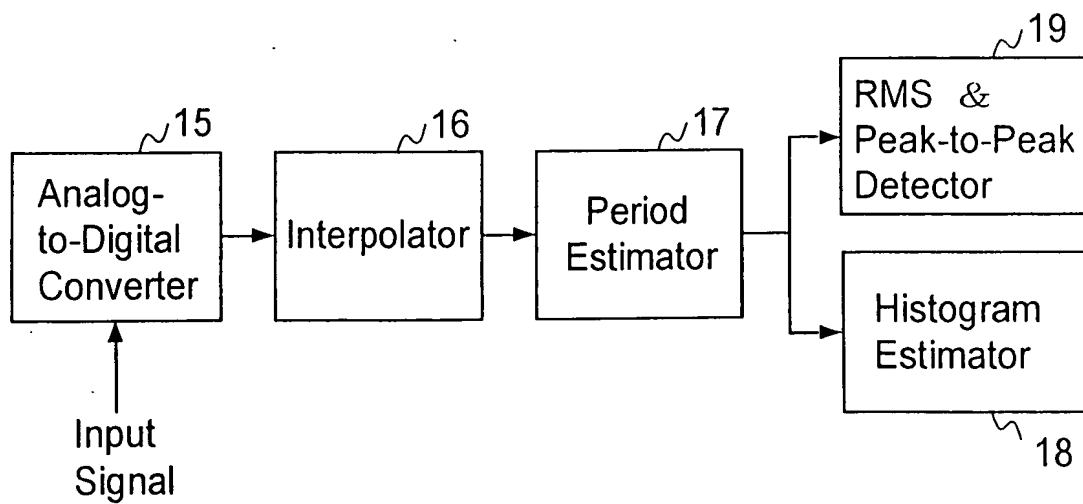 15
Analog-
to-Digital
Converter
Input
Signal
16
Interpolator
17
Period
Estimator
19
RMS &
Peak-to-Peak
Detector
Histogram
Estimator
18